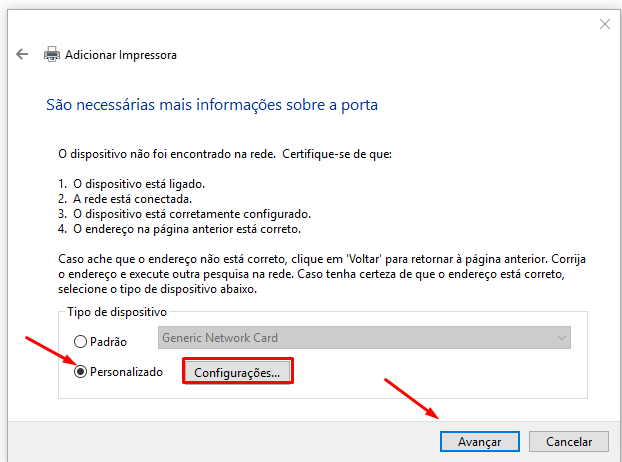 Adicionar Impressora
São necessárias mais informações sobre a porta
O dispositivo não foi encontrado na rede. Certifique-se de que:
1. O dispositivo está ligado.
2. A rede está conectada.
3. O dispositivo está corretamente configurado.
4. O endereço na página anterior está correto.
Caso ache que o endereço não está correto, clique em 'Voltar' para retornar à página anterior. Corrija
o endereço e execute outra pesquisa na rede. Caso tenha certeza de que o endereço está correto,
selecione o tipo de dispositivo abaixo.
Tipo de dispositivo
Padrão Generic Network Card
Personalizado Configurações...
Avançar Cancelar